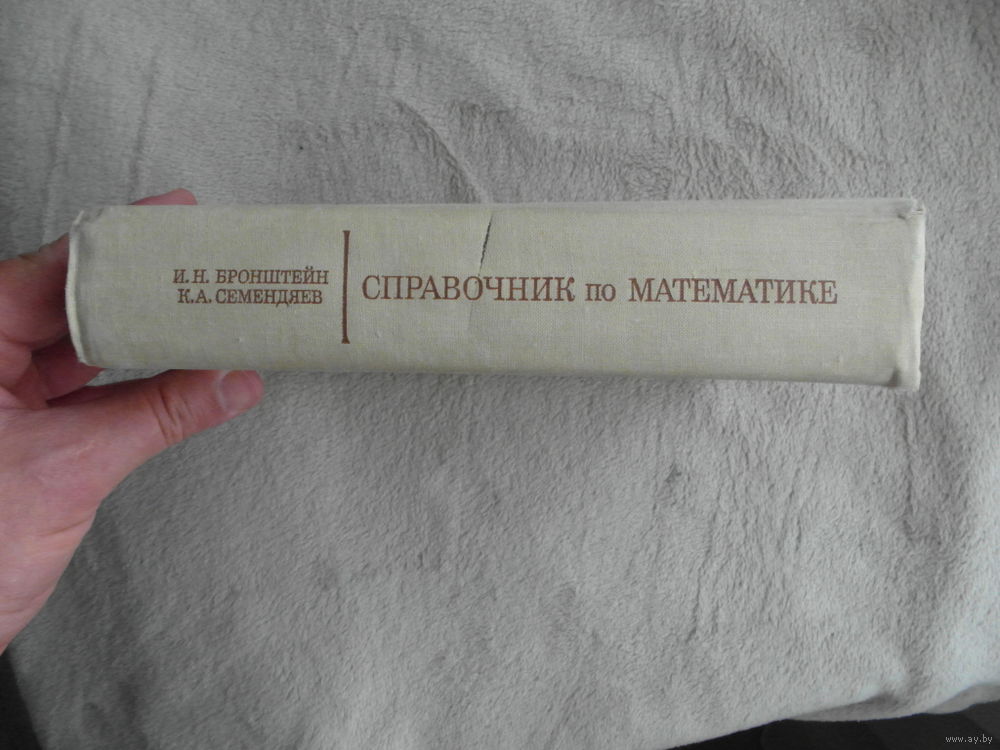 И. Н. БРОНШТЕЙН
К. А. СЕМЕНДЯЕВ
СПРАВОЧНИК по МАТЕМАТИКЕ
www.ay.by